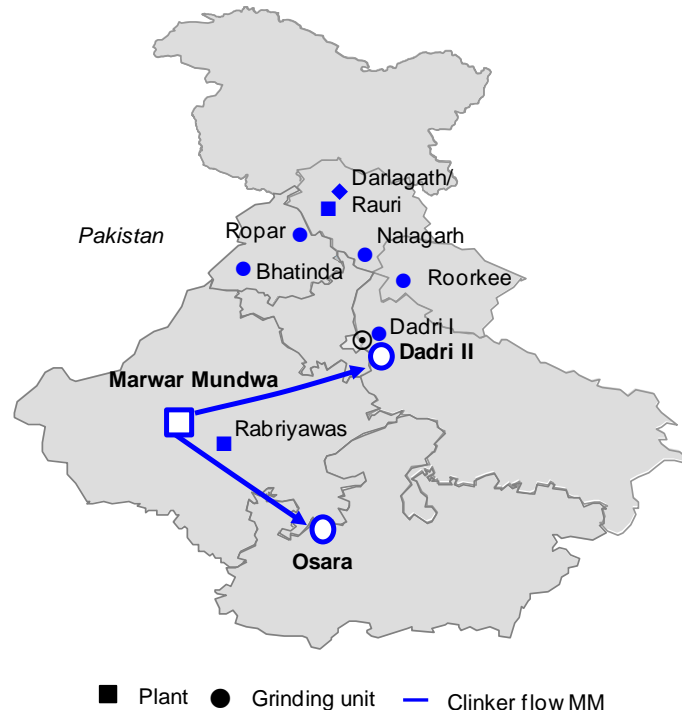 Darlagath/
Rauri
Pakistan
Ropar
Nalagarh
Bhatinda
Roorkee
Dadri I
Dadri II
Marwar Mundwa
Rabriyawas
Osara
Plant
Grinding unit
Clinker flow MM